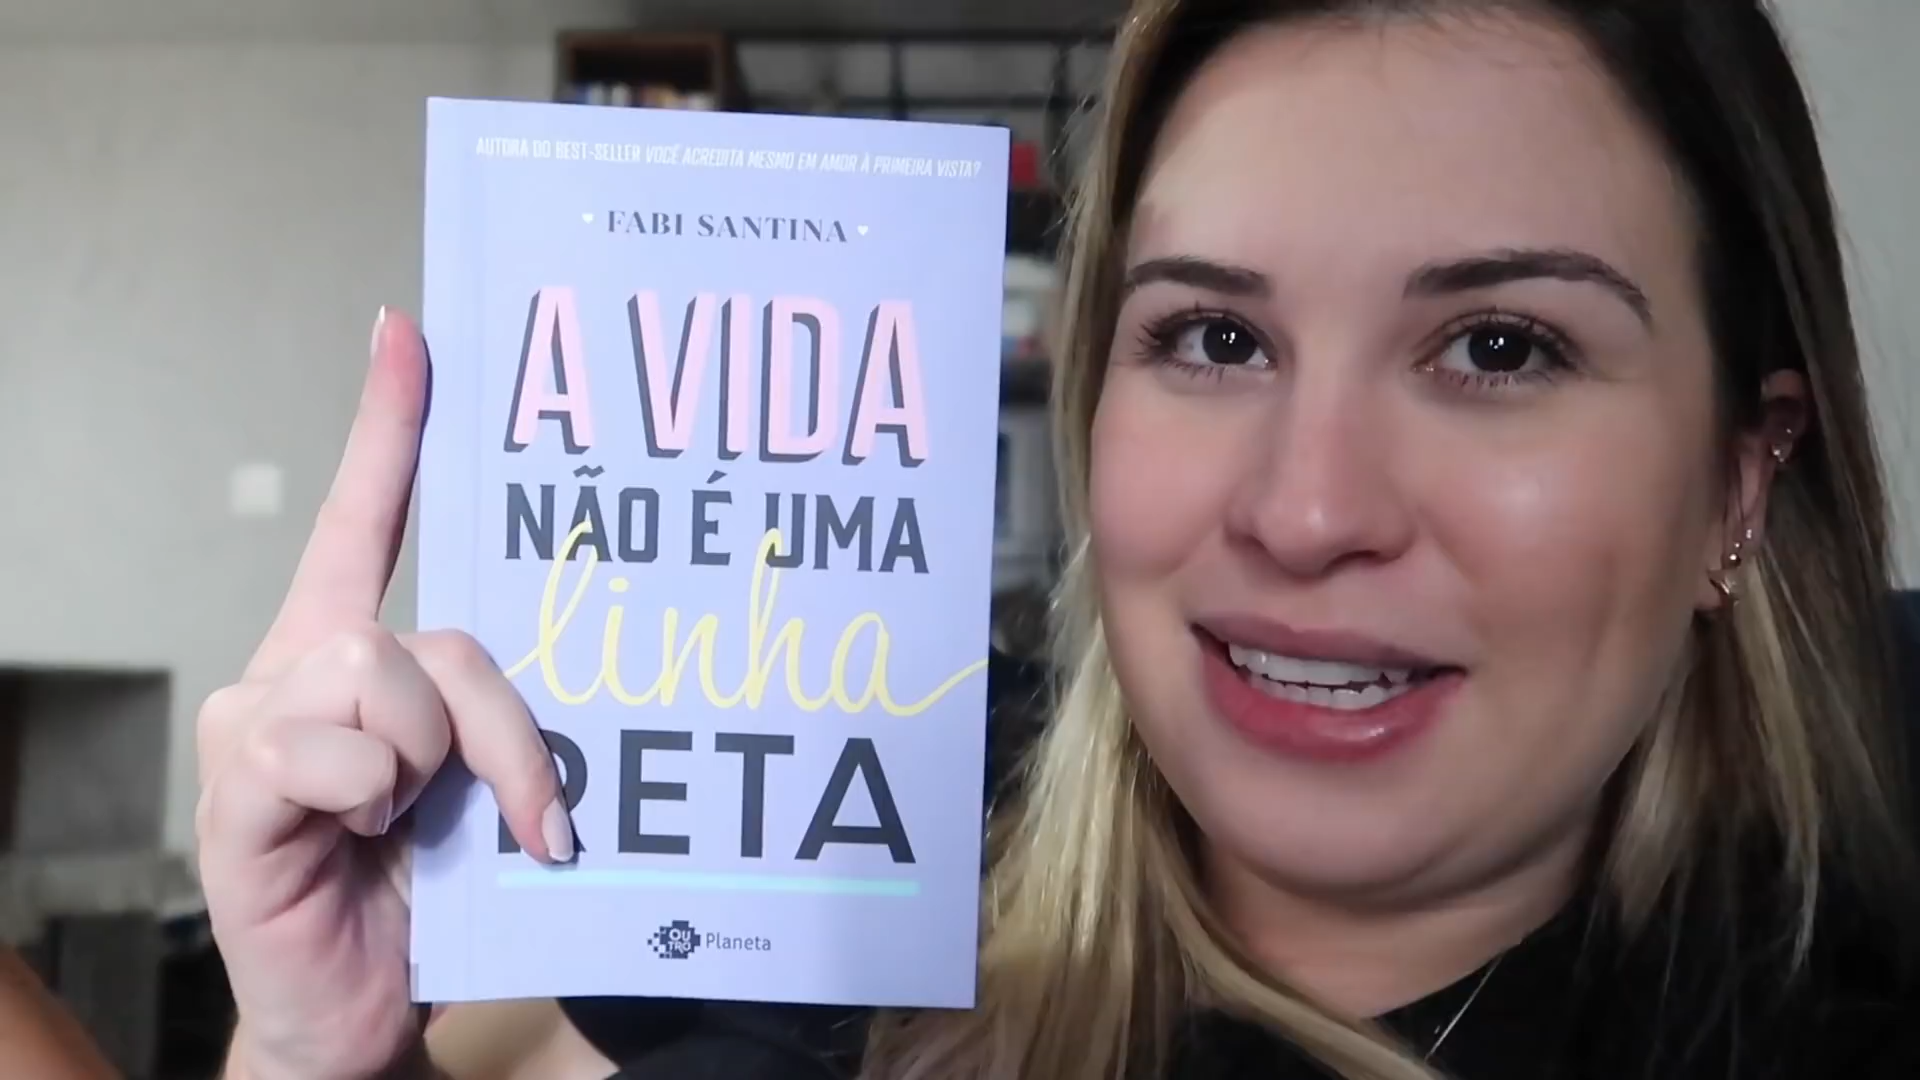 AUTORA DO BEST-SELLER VOCÊ ACREDITA MESMO EM AMOR À PRIMEIRA VISTA?
FABI SANTINA
A VIDA
NÃO É UMA
linha
RETA
OUTRO Planeta